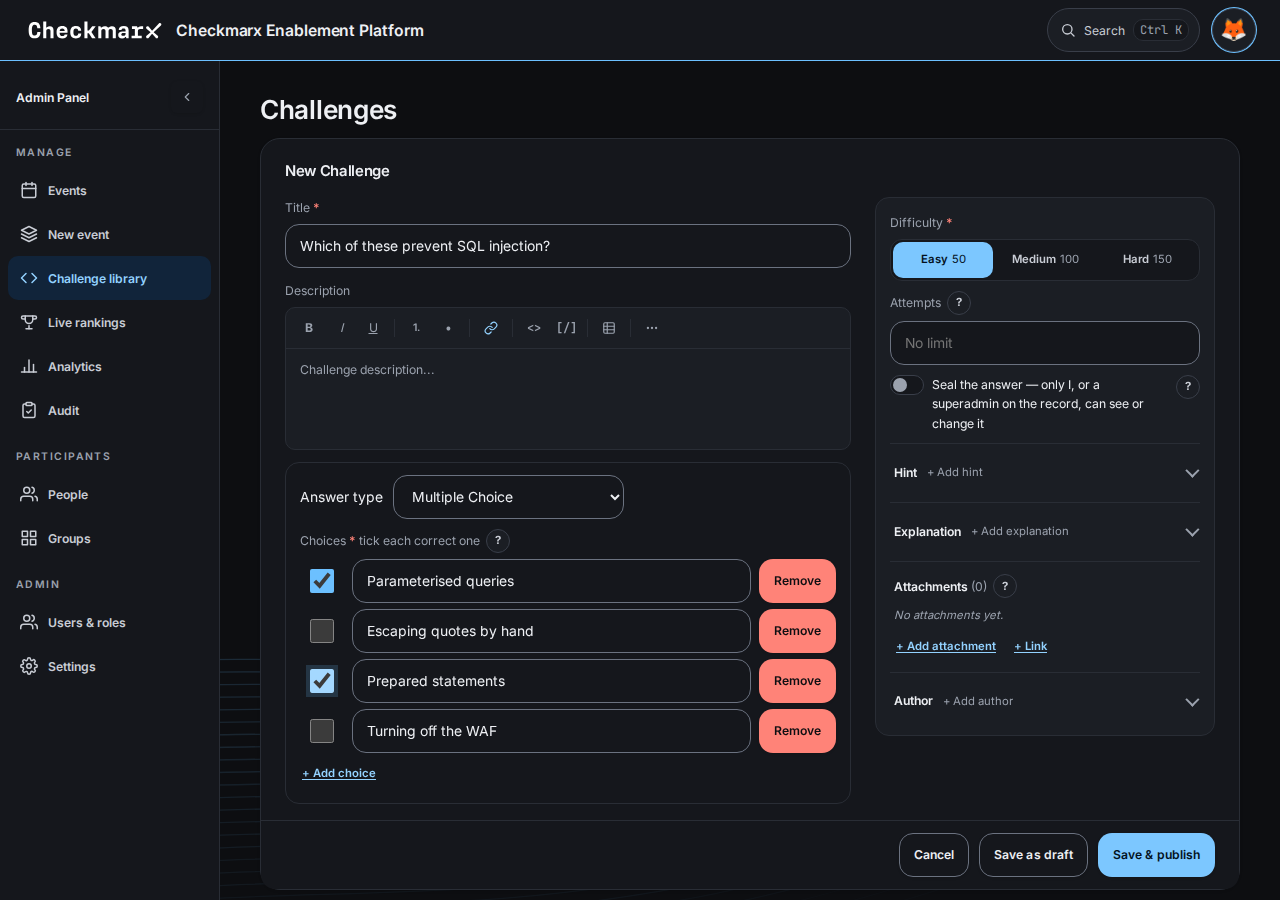 Checkmarx
Checkmarx Enablement Platform
Search Ctrl K
Admin Panel
MANAGE
Events
New event
Challenge library
Live rankings
Analytics
Audit
PARTICIPANTS
People
Groups
ADMIN
Users & roles
Settings
Challenges
New Challenge
Title *
Which of these prevent SQL injection?
Description
B I U 1. • <> [/] ...
Challenge description...
Answer type Multiple Choice
Choices * tick each correct one ?
Parameterised queries Remove
Escaping quotes by hand Remove
Prepared statements Remove
Turning off the WAF Remove
+ Add choice
Difficulty *
Easy 50 Medium 100 Hard 150
Attempts ?
No limit
Seal the answer — only I, or a ?
superadmin on the record, can see or
change it
Hint + Add hint
Explanation + Add explanation
Attachments (0) ?
No attachments yet.
+ Add attachment + Link
Author + Add author
Cancel Save as draft Save & publish